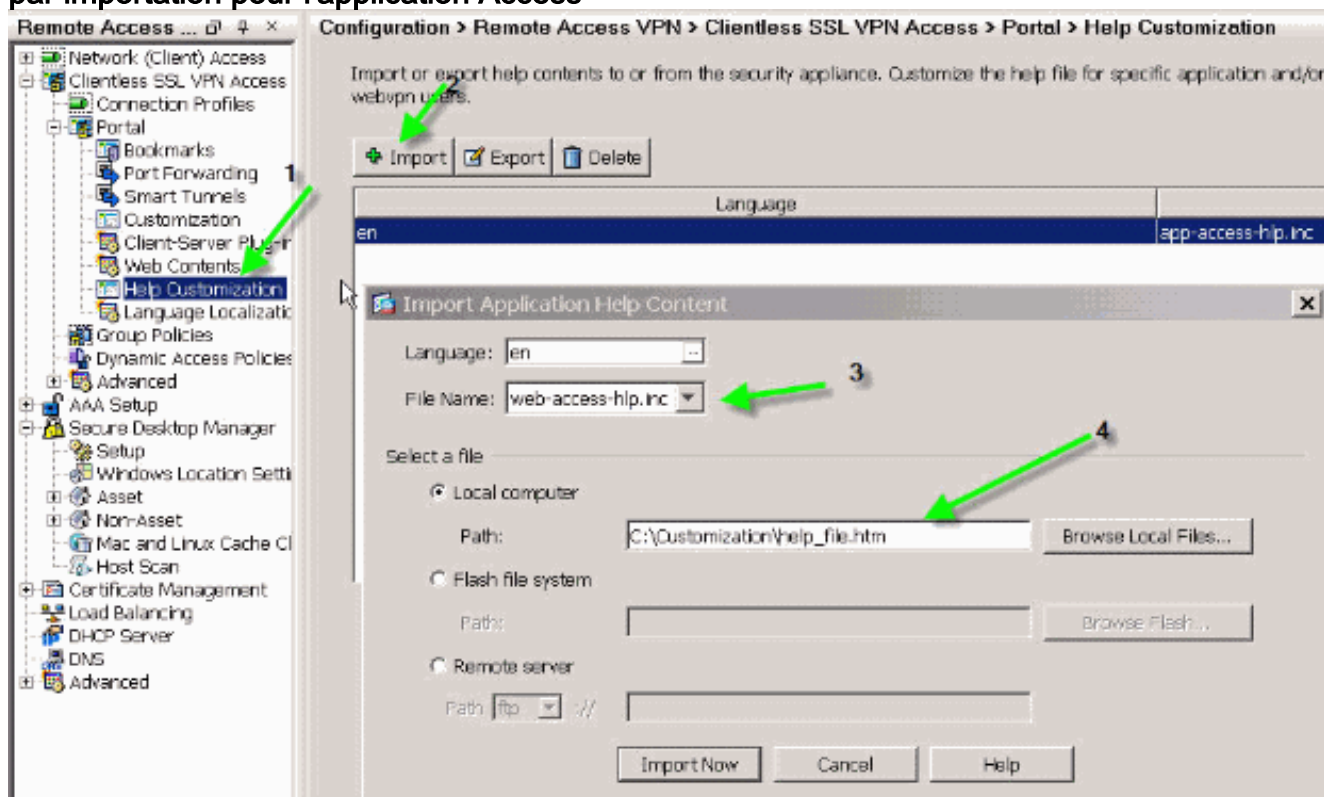 par importation pour l'application Access
Remote Access ...
Configuration > Remote Access VPN > Clientless SSL VPN Access > Portal > Help Customization
Network (Client) Access
Clientless SSL VPN Access
Connection Profiles
Portal
Bookmarks
Port Forwarding
Smart Tunnels
Customization
Client-Server Plug-in
Web Contents
Help Customization
Language Localizatic
Group Policies
Dynamic Access Policies
Advanced
AAA Setup
Secure Desktop Manager
Setup
Windows Location Setti
Asset
Non-Asset
Mac and Linux Cache Cl
Host Scan
Certificate Management
Load Balancing
DHCP Server
DNS
Advanced
1
Import or export help contents to or from the security appliance. Customize the help file for specific application and/or
webvpn users.
2
Import Export Delete
Language
en app-access-hlp.inc
Import Application Help Content
Language: en
File Name: web-access-hlp.inc
3
Select a file
4
Local computer
Path: C:\Customization\help_file.htm Browse Local Files...
Flash file system
Path: Browse Flash...
Remote server
Path ftp ://
Import Now Cancel Help